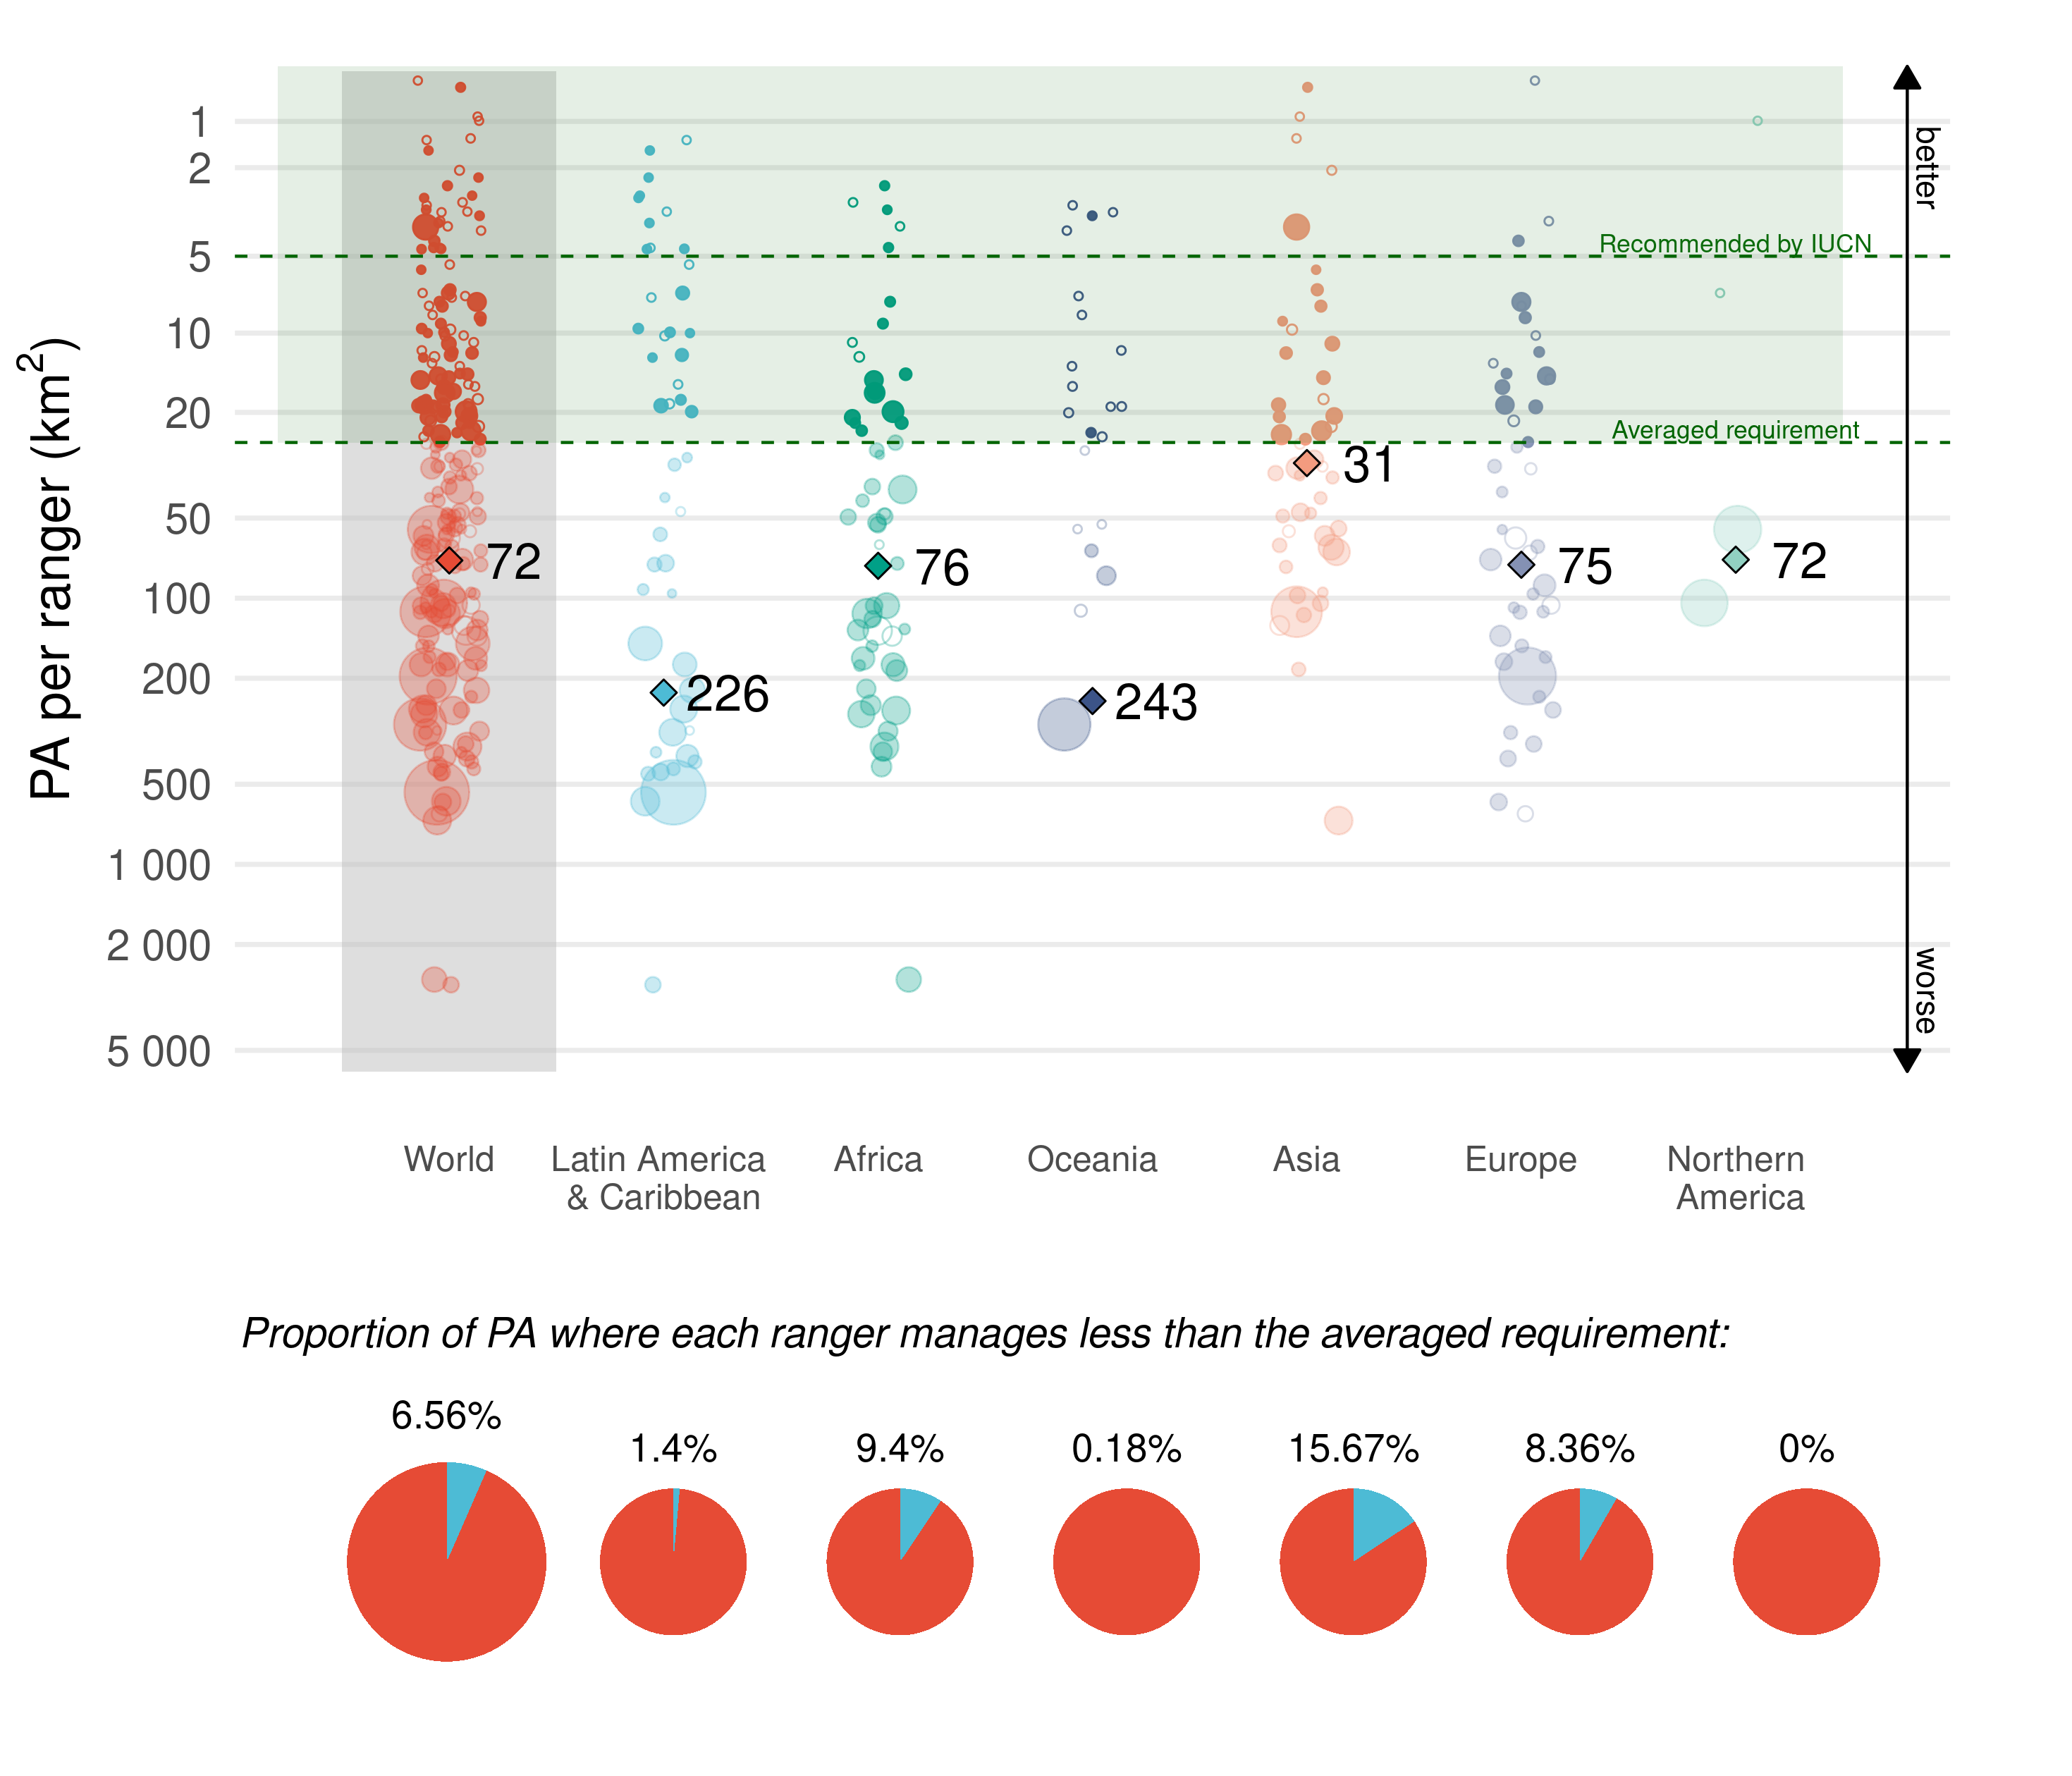 PA per ranger (km2)
1
2
5
10
20
50
100
200
500
1 000
2 000
5 000
better
worse
Recommended by IUCN
Averaged requirement
72
226
76
243
31
75
72
World
Latin America
& Caribbean
Africa
Oceania
Asia
Europe
Northern
America
Proportion of PA where each ranger manages less than the averaged requirement:
6.56%
1.4%
9.4%
0.18%
15.67%
8.36%
0%